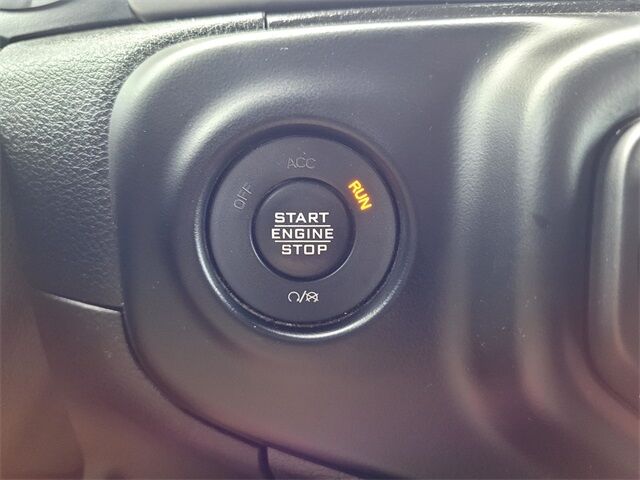 ACC
OFF
RUN
START
ENGINE
STOP